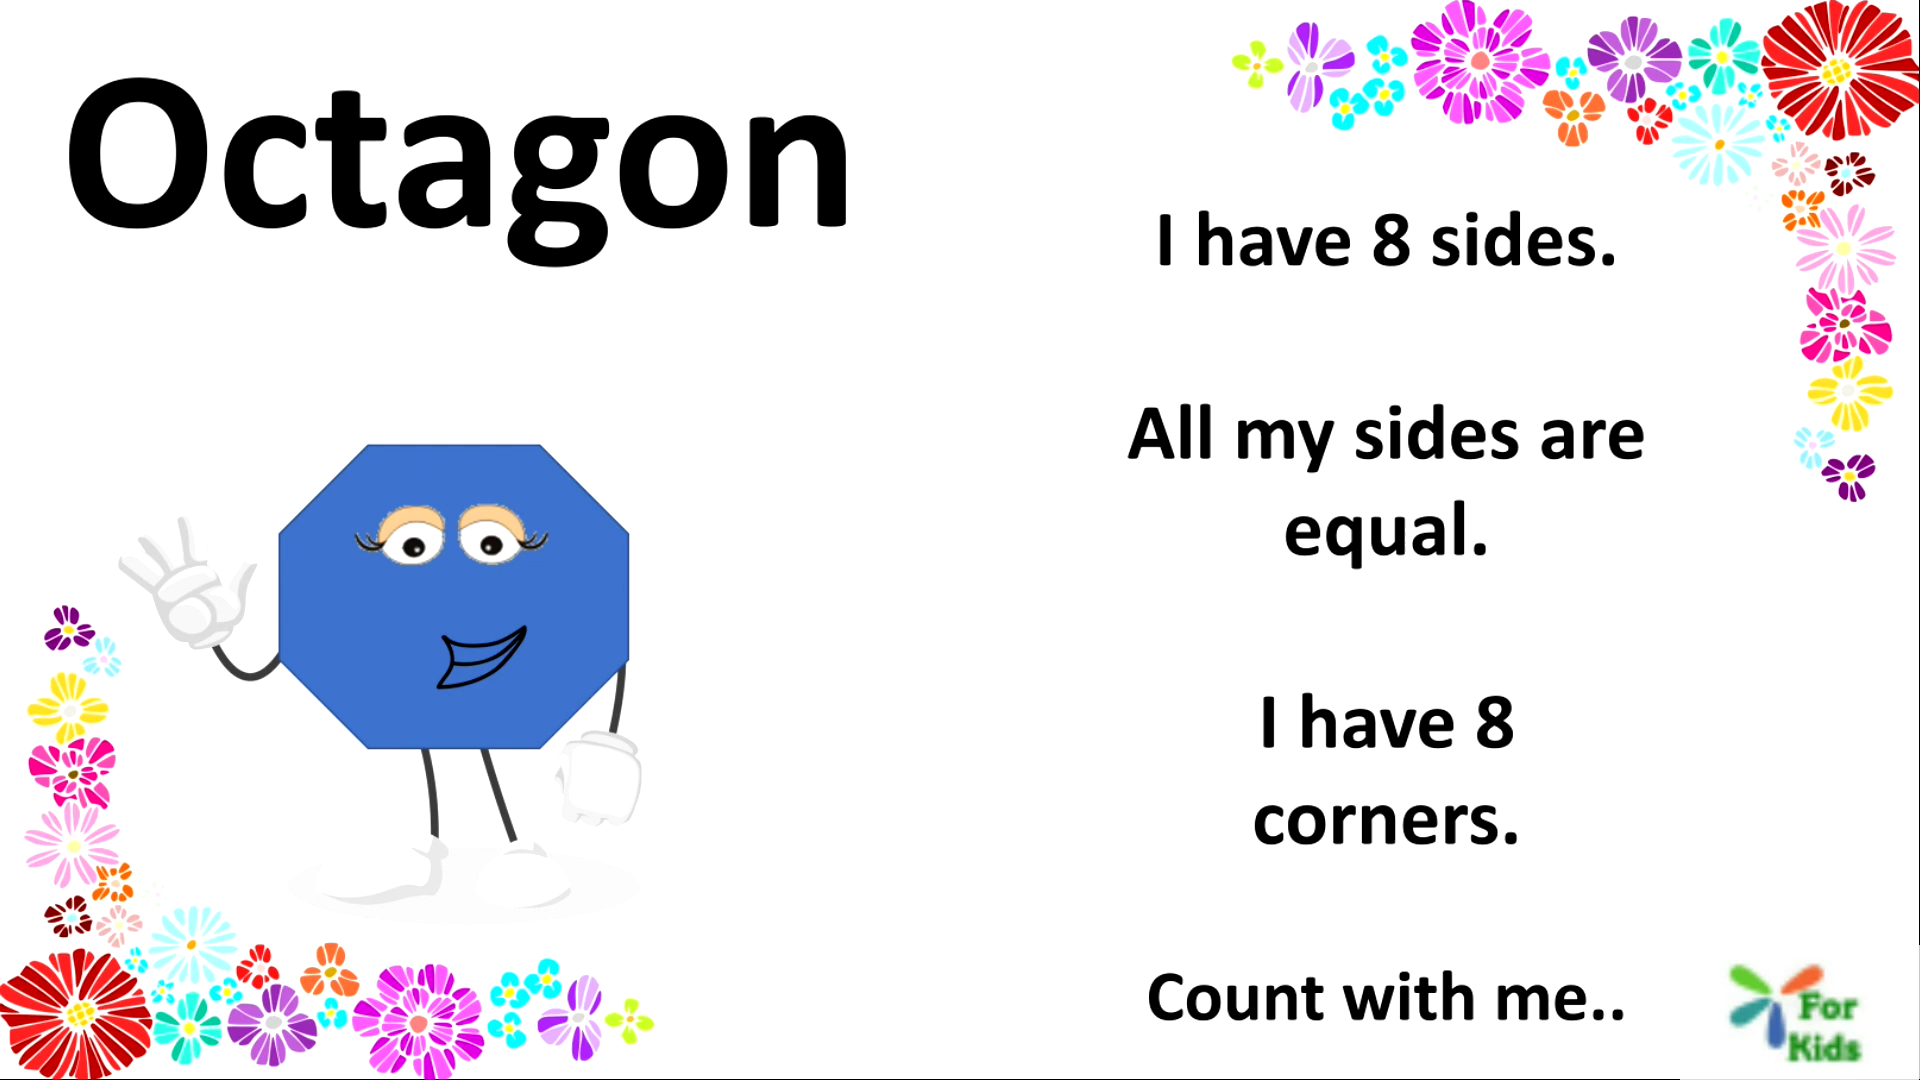 Octagon
I have 8 sides.
All my sides are
equal.
I have 8
corners.
Count with me..
For
Kids